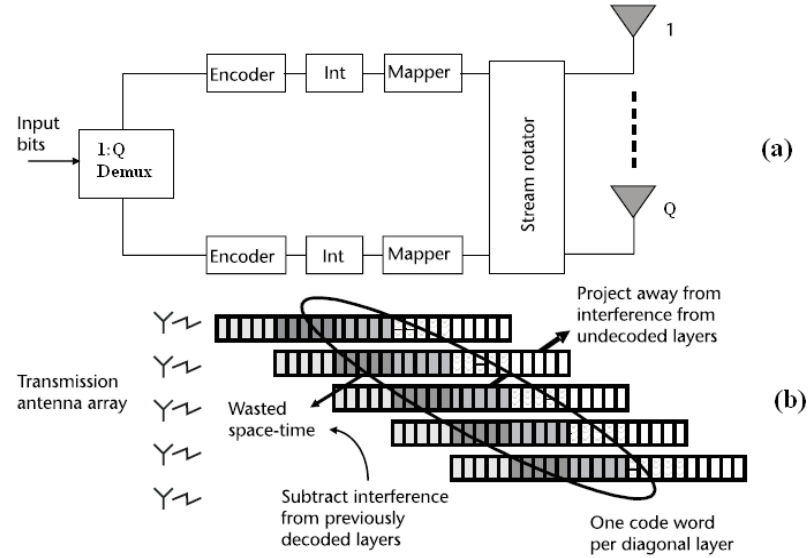 1
Encoder
Int
Mapper
Input
bits
1:Q
Demux
Stream rotator
(a)
Q
Encoder
Int
Mapper
Project away from
interference from
undecoded layers
Transmission
antenna array
Wasted
space-time
(b)
Subtract interference
from previously
decoded layers
One code word
per diagonal layer